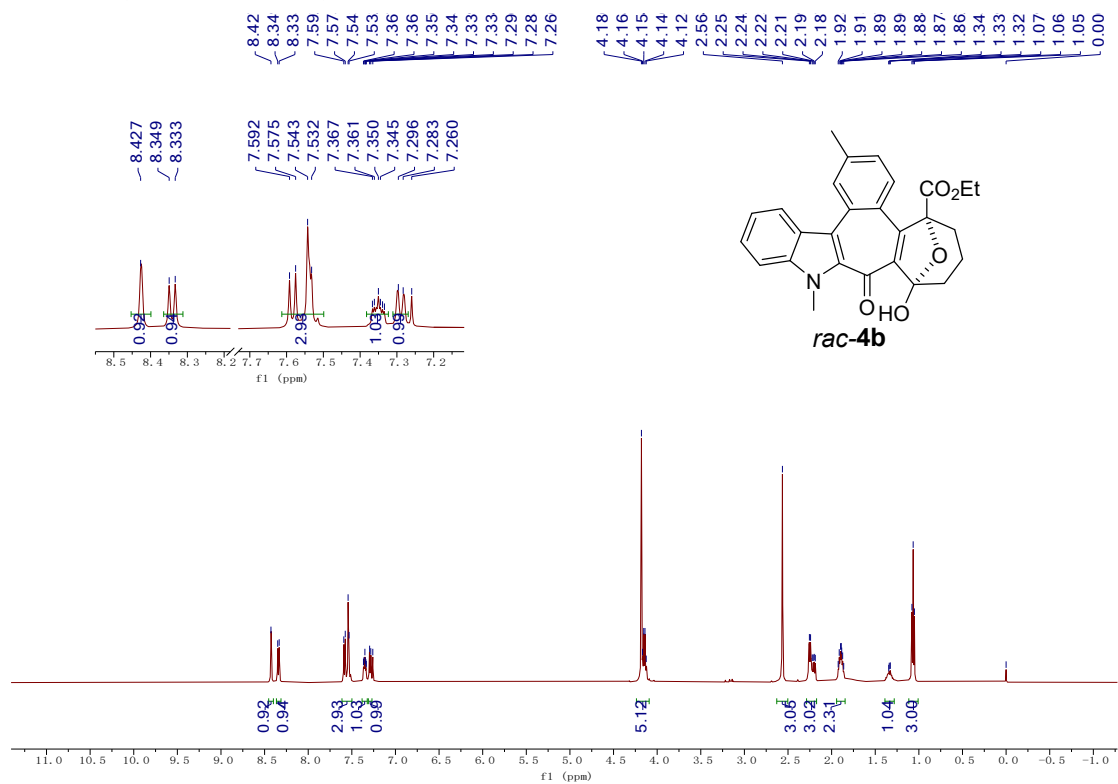 8.42 8.34 8.33 7.59 7.57 7.54 7.53 7.36 7.36 7.35 7.34 7.33 7.33 7.29 7.28 7.26 4.18 4.16 4.15 4.14 4.12 2.56 2.25 2.24 2.22 2.21 2.19 2.18 1.92 1.91 1.89 1.89 1.88 1.87 1.86 1.34 1.33 1.32 1.07 1.06 1.05 0.00
8.427 8.349 8.333 7.592 7.575 7.543 7.532 7.367 7.361 7.350 7.345 7.296 7.283 7.260
0.92 0.94 2.93 1.03 0.99
8.5 8.4 8.3 8.2 7.7 7.6 7.5 7.4 7.3 7.2
f1 (ppm)
CO2Et
O
N
O
HO
rac-4b
0.92 0.94 2.93 1.03 0.99 5.12 3.05 3.02 2.31 1.04 3.00
11.0 10.5 10.0 9.5 9.0 8.5 8.0 7.5 7.0 6.5 6.0 5.5 5.0 4.5 4.0 3.5 3.0 2.5 2.0 1.5 1.0 0.5 0.0 -0.5 -1.0
f1 (ppm)